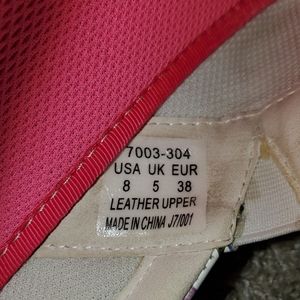 7003-304
USA UK EUR
8 5 38
LEATHER UPPER
MADE IN CHINA J7/001